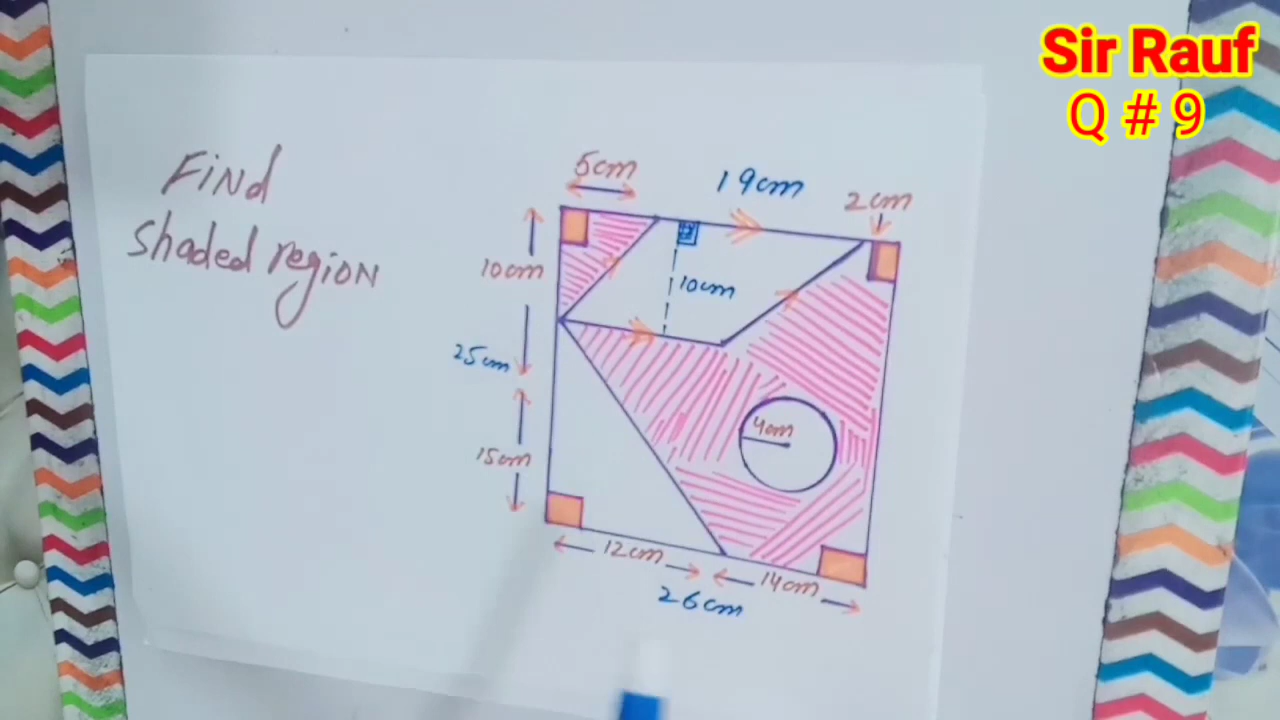 Sir Rauf
Q # 9
FiNd
Shaded region
5cm
19cm
2cm
10cm
10cm
25cm
4cm
15cm
12cm
14cm
26cm